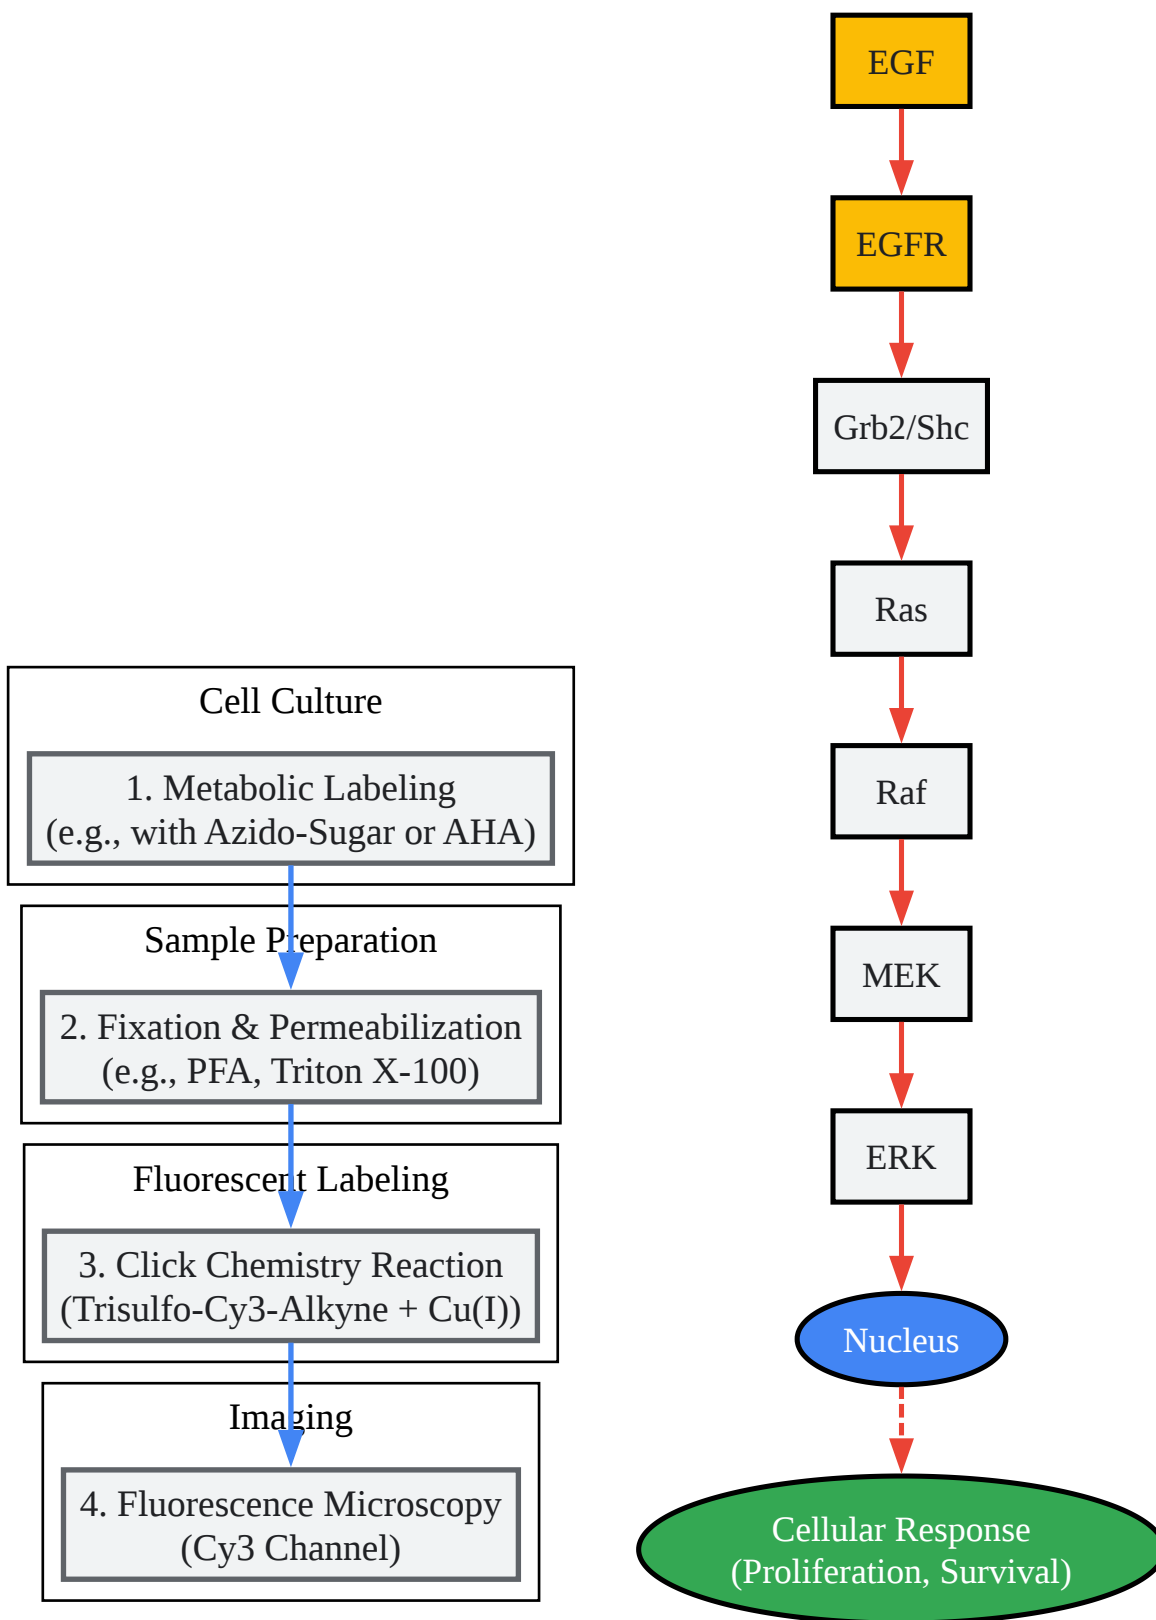 Cell Culture
1. Metabolic Labeling
(e.g., with Azido-Sugar or AHA)
Sample Preparation
2. Fixation & Permeabilization
(e.g., PFA, Triton X-100)
Fluorescent Labeling
3. Click Chemistry Reaction
(Trisulfo-Cy3-Alkyne + Cu(I))
Imaging
4. Fluorescence Microscopy
(Cy3 Channel)
EGF
EGFR
Grb2/Shc
Ras
Raf
MEK
ERK
Nucleus
Cellular Response
(Proliferation, Survival)